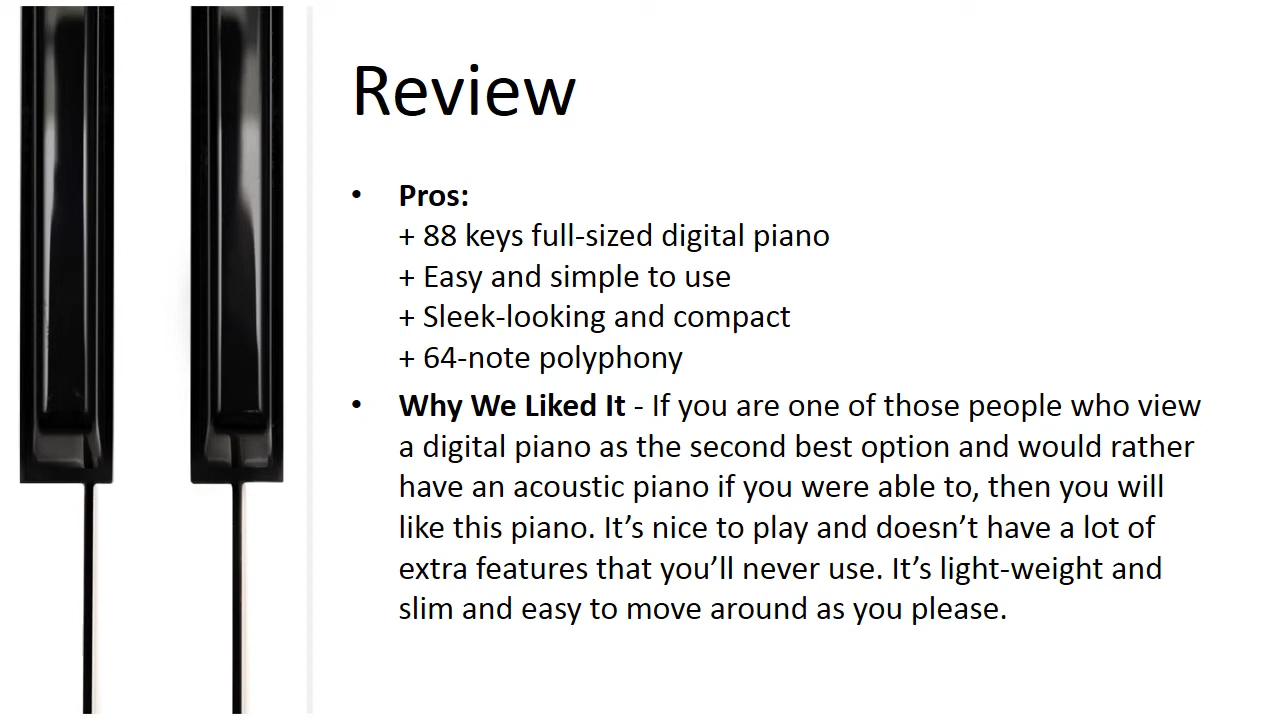 Review
• Pros:
+ 88 keys full-sized digital piano
+ Easy and simple to use
+ Sleek-looking and compact
+ 64-note polyphony
• Why We Liked It - If you are one of those people who view
a digital piano as the second best option and would rather
have an acoustic piano if you were able to, then you will
like this piano. It’s nice to play and doesn’t have a lot of
extra features that you’ll never use. It’s light-weight and
slim and easy to move around as you please.